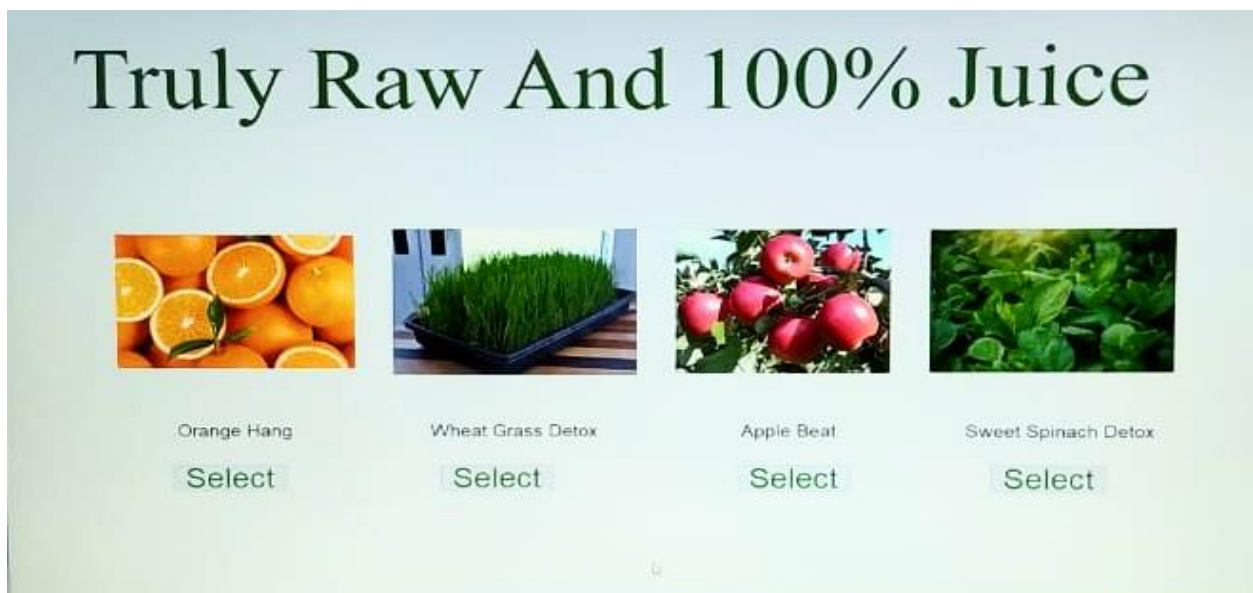 Truly Raw And 100% Juice
Orange Hang Wheat Grass Detox Apple Beat Sweet Spinach Detox
Select Select Select Select